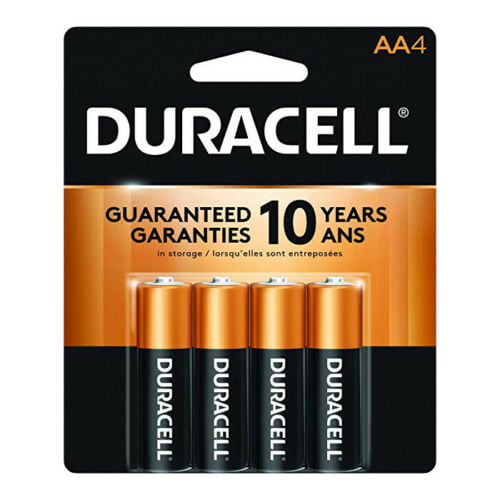 AA4
DURACELL®
GUARANTEED 10 YEARS
GARANTIES ANS
in storage / lorsqu'elles sont entreposées
DURACELL
DURACELL
DURACELL
DURACELL